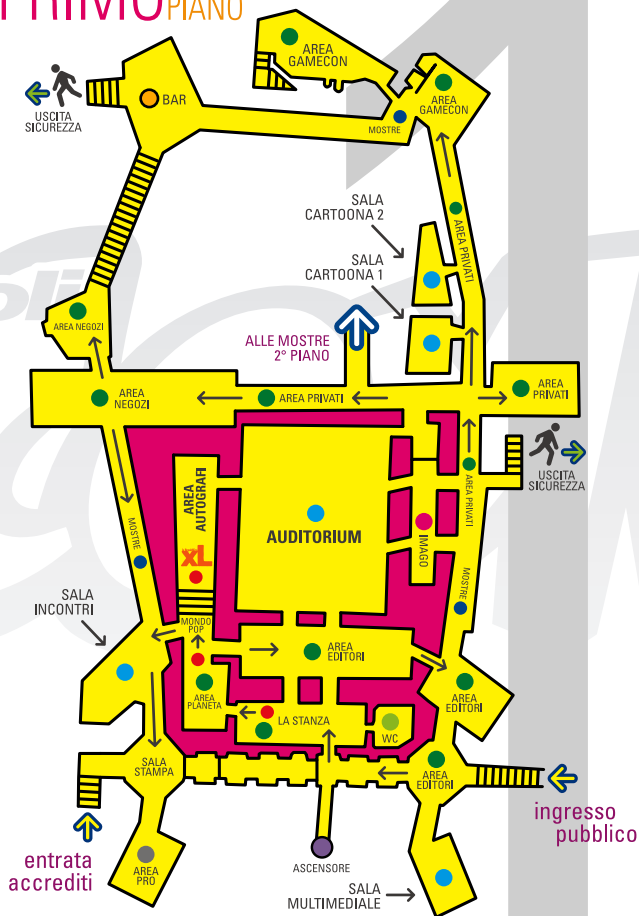 PRIMO PIANO
AREA
GAMECON
BAR
AREA
GAMECON
USCITA
SICUREZZA
MOSTRE
SALA
CARTOONA 2
AREA PRIVATI
SALA
CARTOONA 1
AREA NEGOZI
ALLE MOSTRE
2° PIANO
AREA
NEGOZI
AREA PRIVATI
AREA
PRIVATI
USCITA
SICUREZZA
AREA PRIVATI
AREA
AUTOGRAFI
xL
AUDITORIUM
IMAGO
MOSTRE
MOSTRE
SALA
INCONTRI
MONDO
POP
AREA
EDITORI
AREA
PLANETA
AREA
EDITORI
LA STANZA
WC
SALA
STAMPA
AREA
EDITORI
ingresso
pubblico
entrata
accrediti
AREA
PRO
ASCENSORE
SALA
MULTIMEDIALE